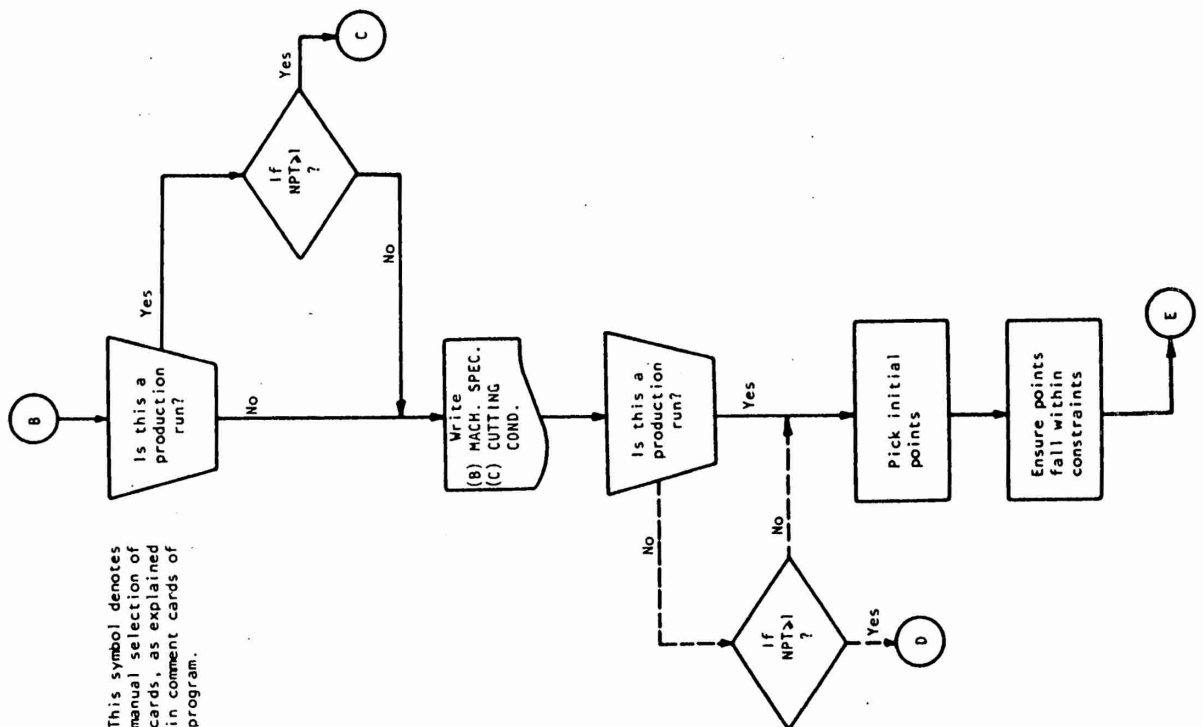 This symbol denotes
manual selection of
cards, as explained
in comment cards of
program.
B
Is this a
production
run?
Yes
If
NPT≥1
?
Yes
C
No
No
Write
(B) MACH. SPEC.
(C) CUTTING
COND.
Is this a
production
run?
No
Yes
If
NPT≥1
?
No
Yes
D
Pick initial
points
Ensure points
fall within
constraints
E